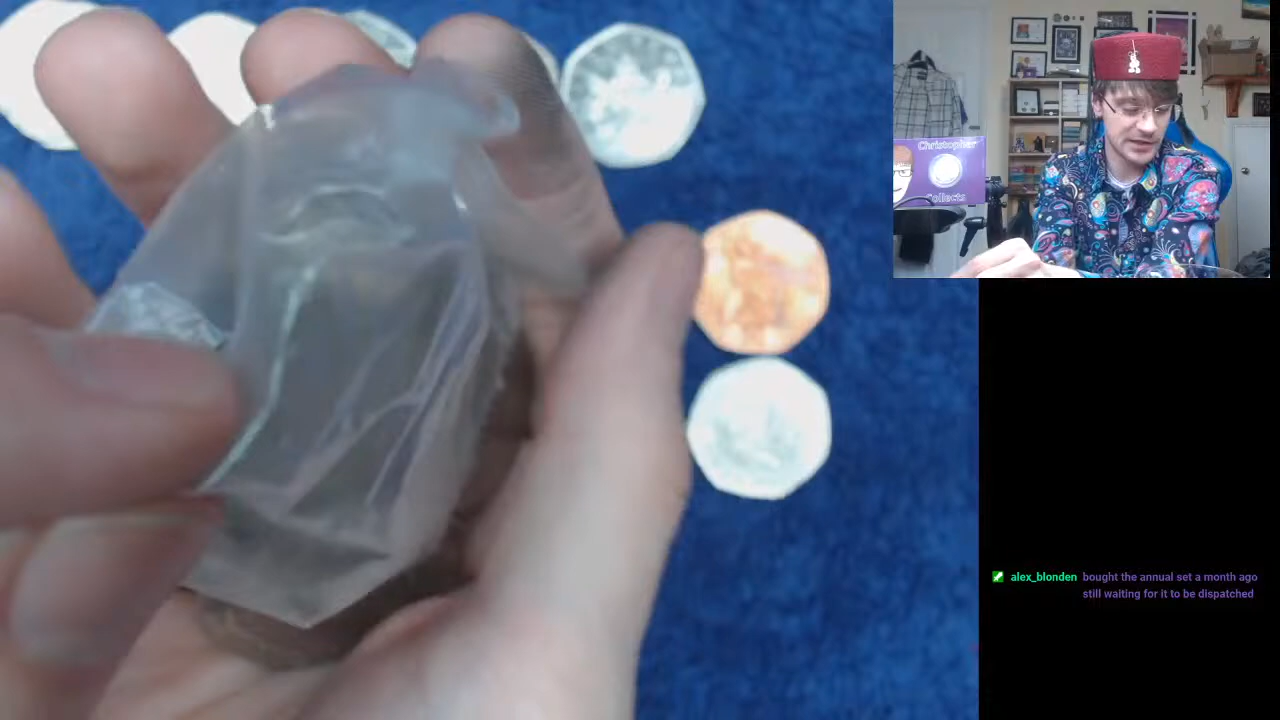 Christopher
Collects
alex_blonden bought the annual set a month ago
still waiting for it to be dispatched